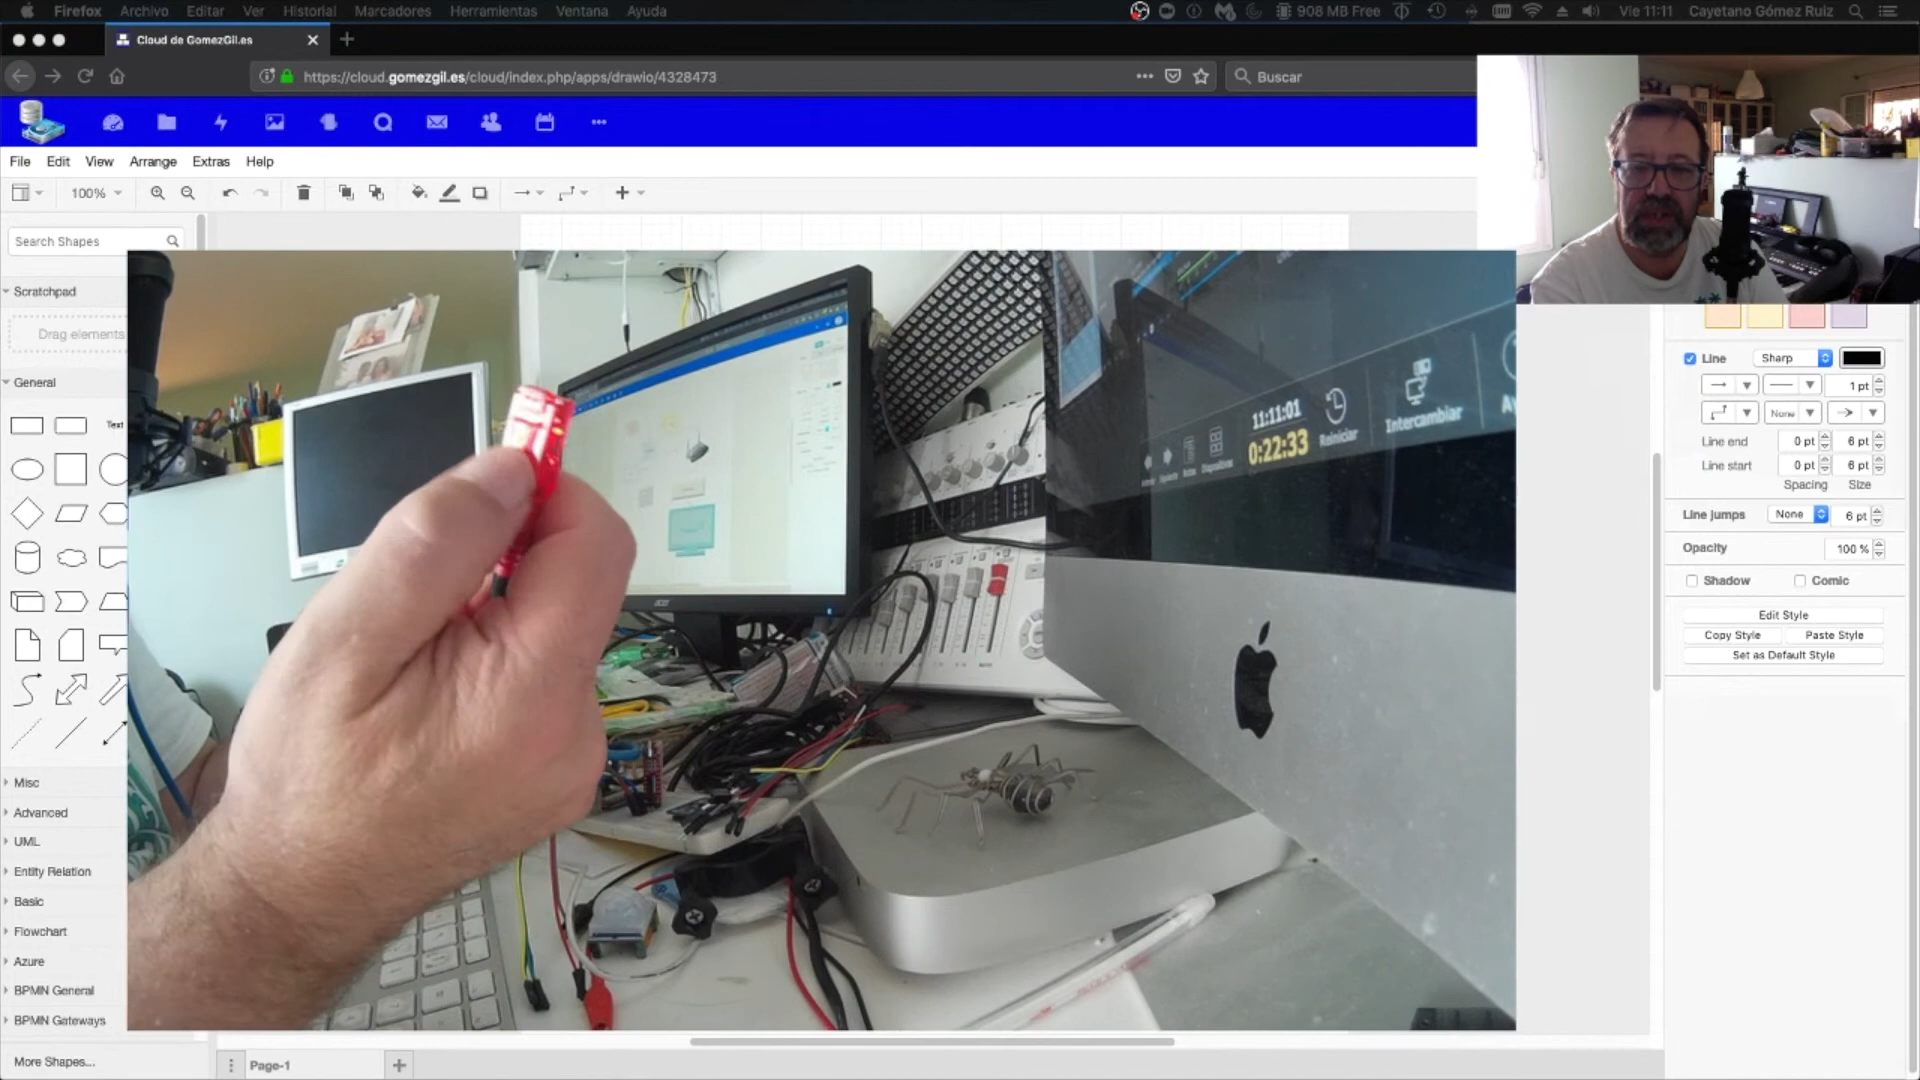 Firefox Archivo Editar Ver Historial Marcadores Herramientas Ventana Ayuda
908 MB Free
Vie 11:11 Cayetano Gómez Ruiz
Cloud de GomezGil.es
https://cloud.gomezgil.es/cloud/index.php/apps/drawio/4328473
Buscar
File Edit View Arrange Extras Help
100%
Search Shapes
Scratchpad
Drag elements
General
Text
Misc
Advanced
UML
Entity Relation
Basic
Flowchart
Azure
BPMN General
BPMN Gateways
More Shapes...
Page-1
acer
11:11:01
0:22:33
Reiniciar
Intercambiar
Line Sharp
1 pt
None
Line end 0 pt 6 pt
Line start 0 pt 6 pt
Spacing Size
Line jumps None 6 pt
Opacity 100 %
Shadow Comic
Edit Style
Copy Style Paste Style
Set as Default Style